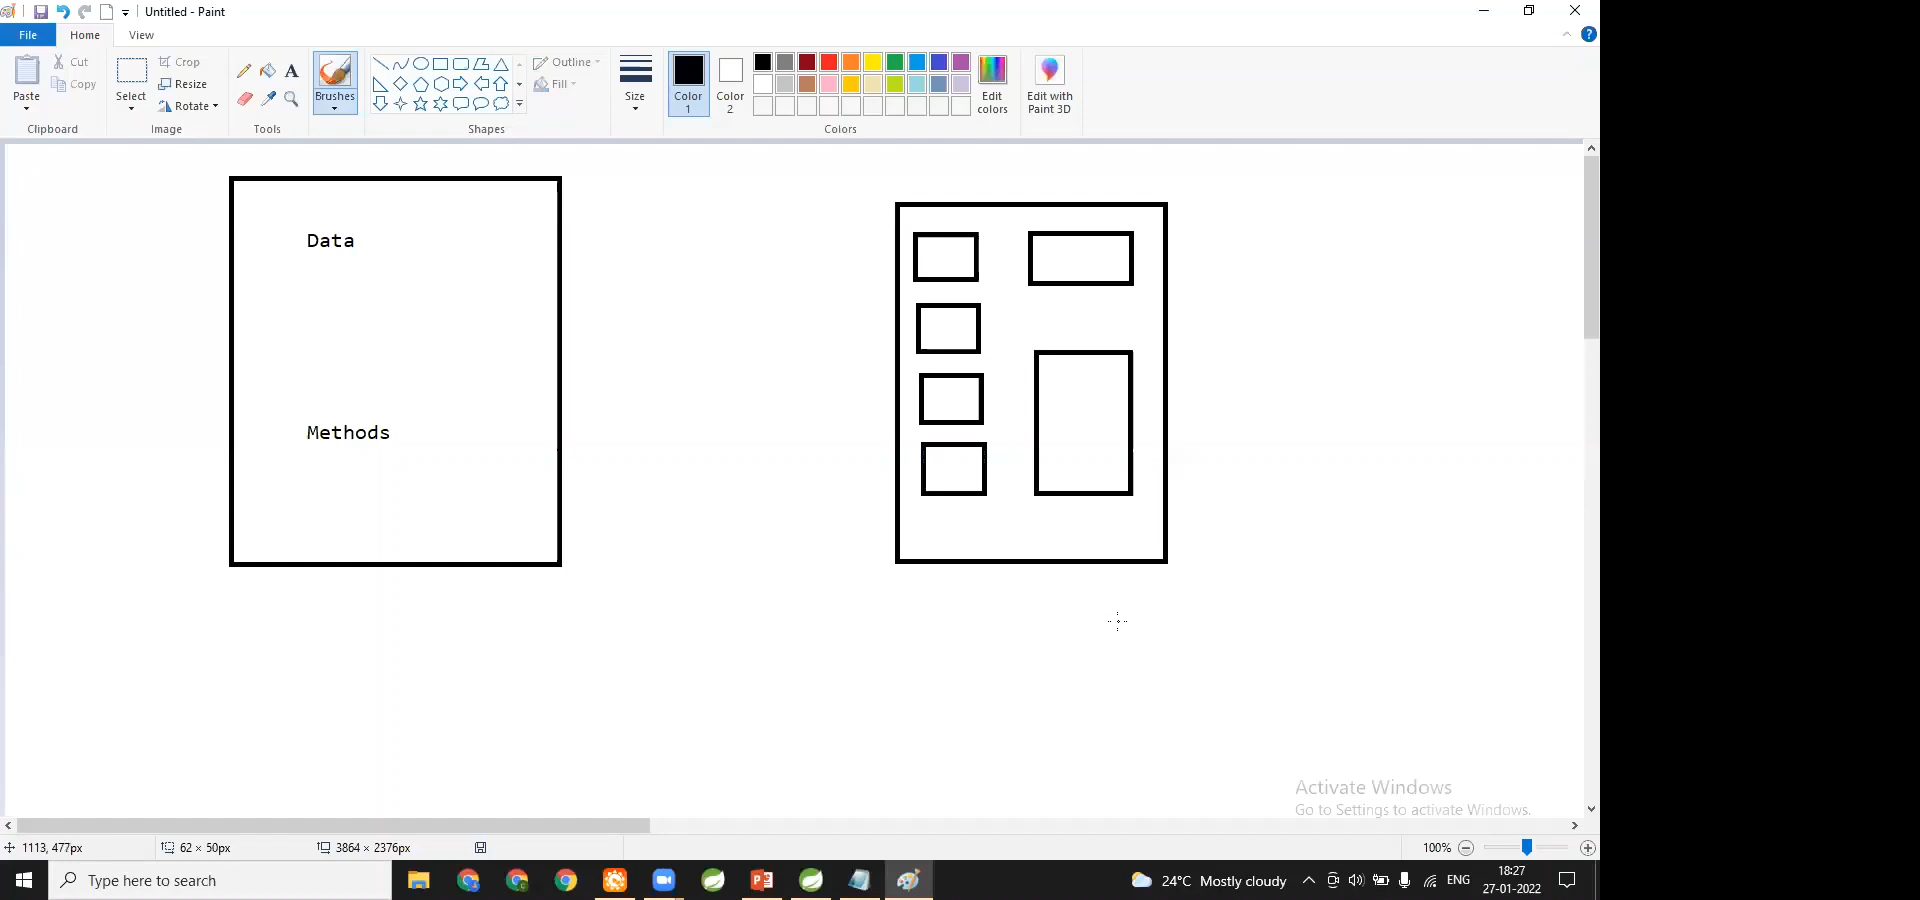 Untitled - Paint
File
Home
View
Paste
Cut
Copy
Clipboard
Select
Crop
Resize
Rotate
Image
Tools
Brushes
Shapes
Outline
Fill
Size
Color
1
Color
2
Edit
colors
Edit with
Paint 3D
Colors
Data
Methods
Activate Windows
Go to Settings to activate Windows.
1113, 477px
62 × 50px
3864 × 2376px
100%
Type here to search
24°C Mostly cloudy
ENG
18:27
27-01-2022